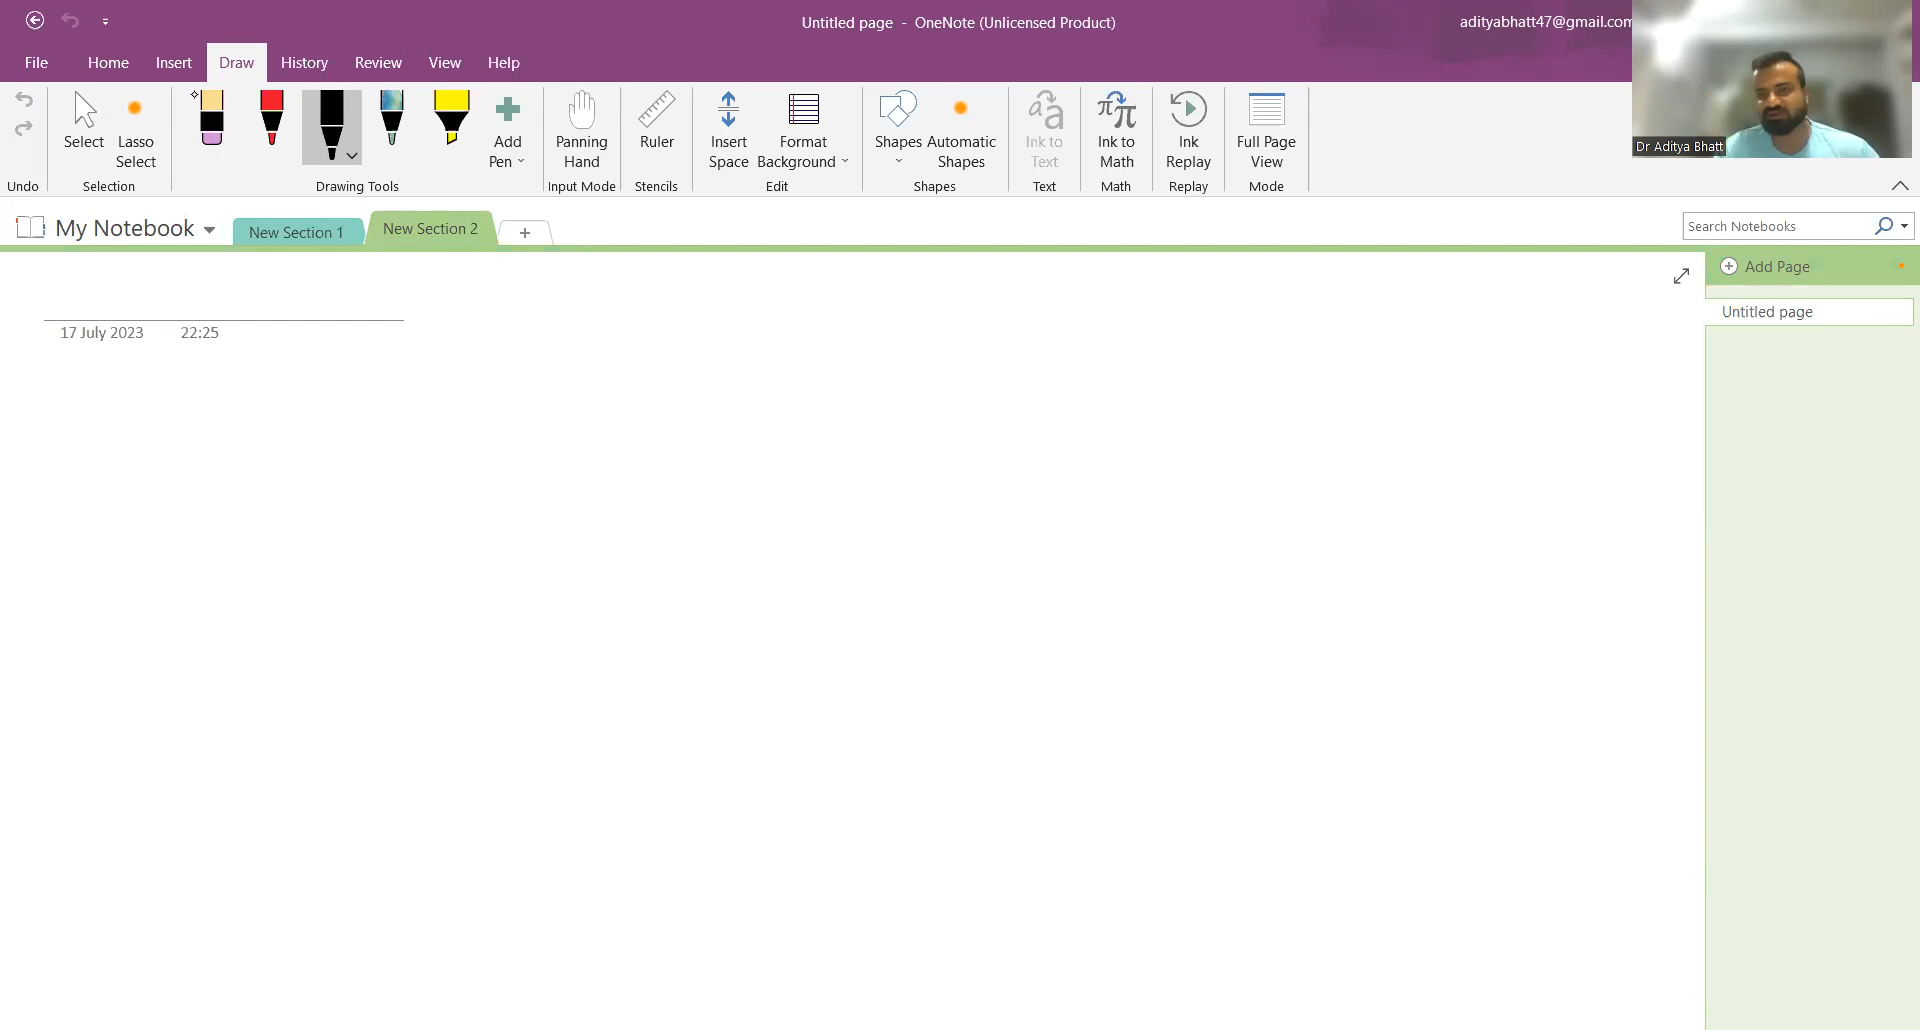 Untitled page - OneNote (Unlicensed Product)
adityabhatt47@gmail.com
File Home Insert Draw History Review View Help
Select Lasso Select Add Pen Panning Hand Ruler Insert Space Format Background Shapes Automatic Shapes Ink to Text Ink to Math Ink Replay Full Page View
Dr Aditya Bhatt
Undo Selection Drawing Tools Input Mode Stencils Edit Shapes Text Math Replay Mode
My Notebook New Section 1 New Section 2 + Search Notebooks
Add Page
Untitled page
17 July 2023 22:25